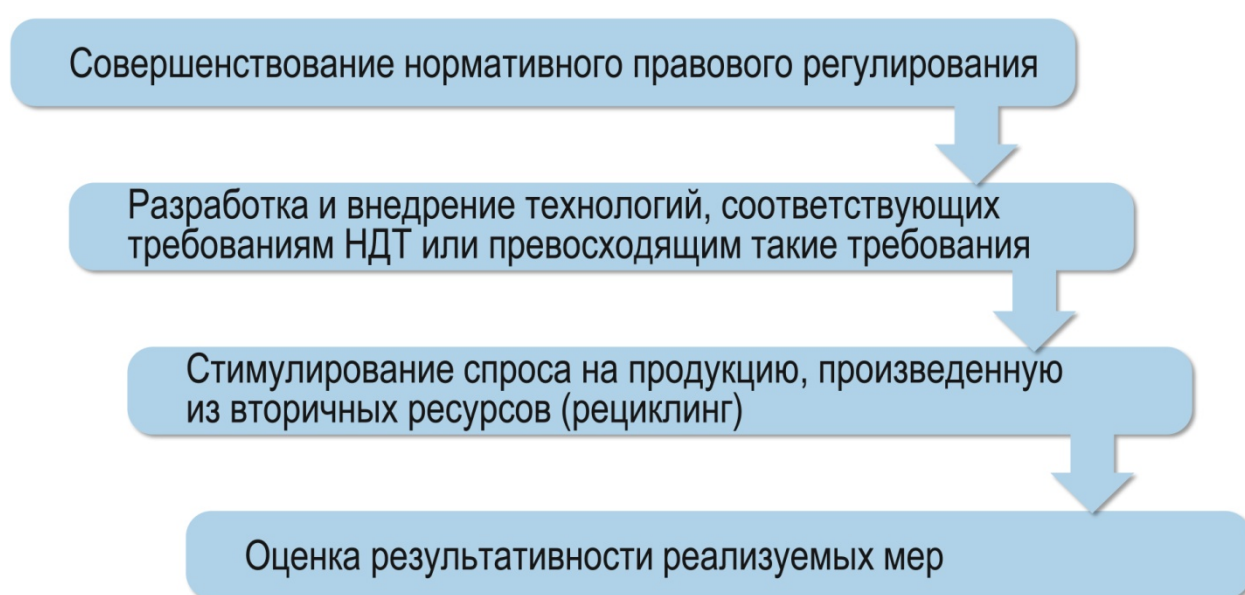 Совершенствование нормативного правового регулирования
Разработка и внедрение технологий, соответствующих
требованиям НДТ или превосходящим такие требования
Стимулирование спроса на продукцию, произведенную
из вторичных ресурсов (рециклинг)
Оценка результативности реализуемых мер